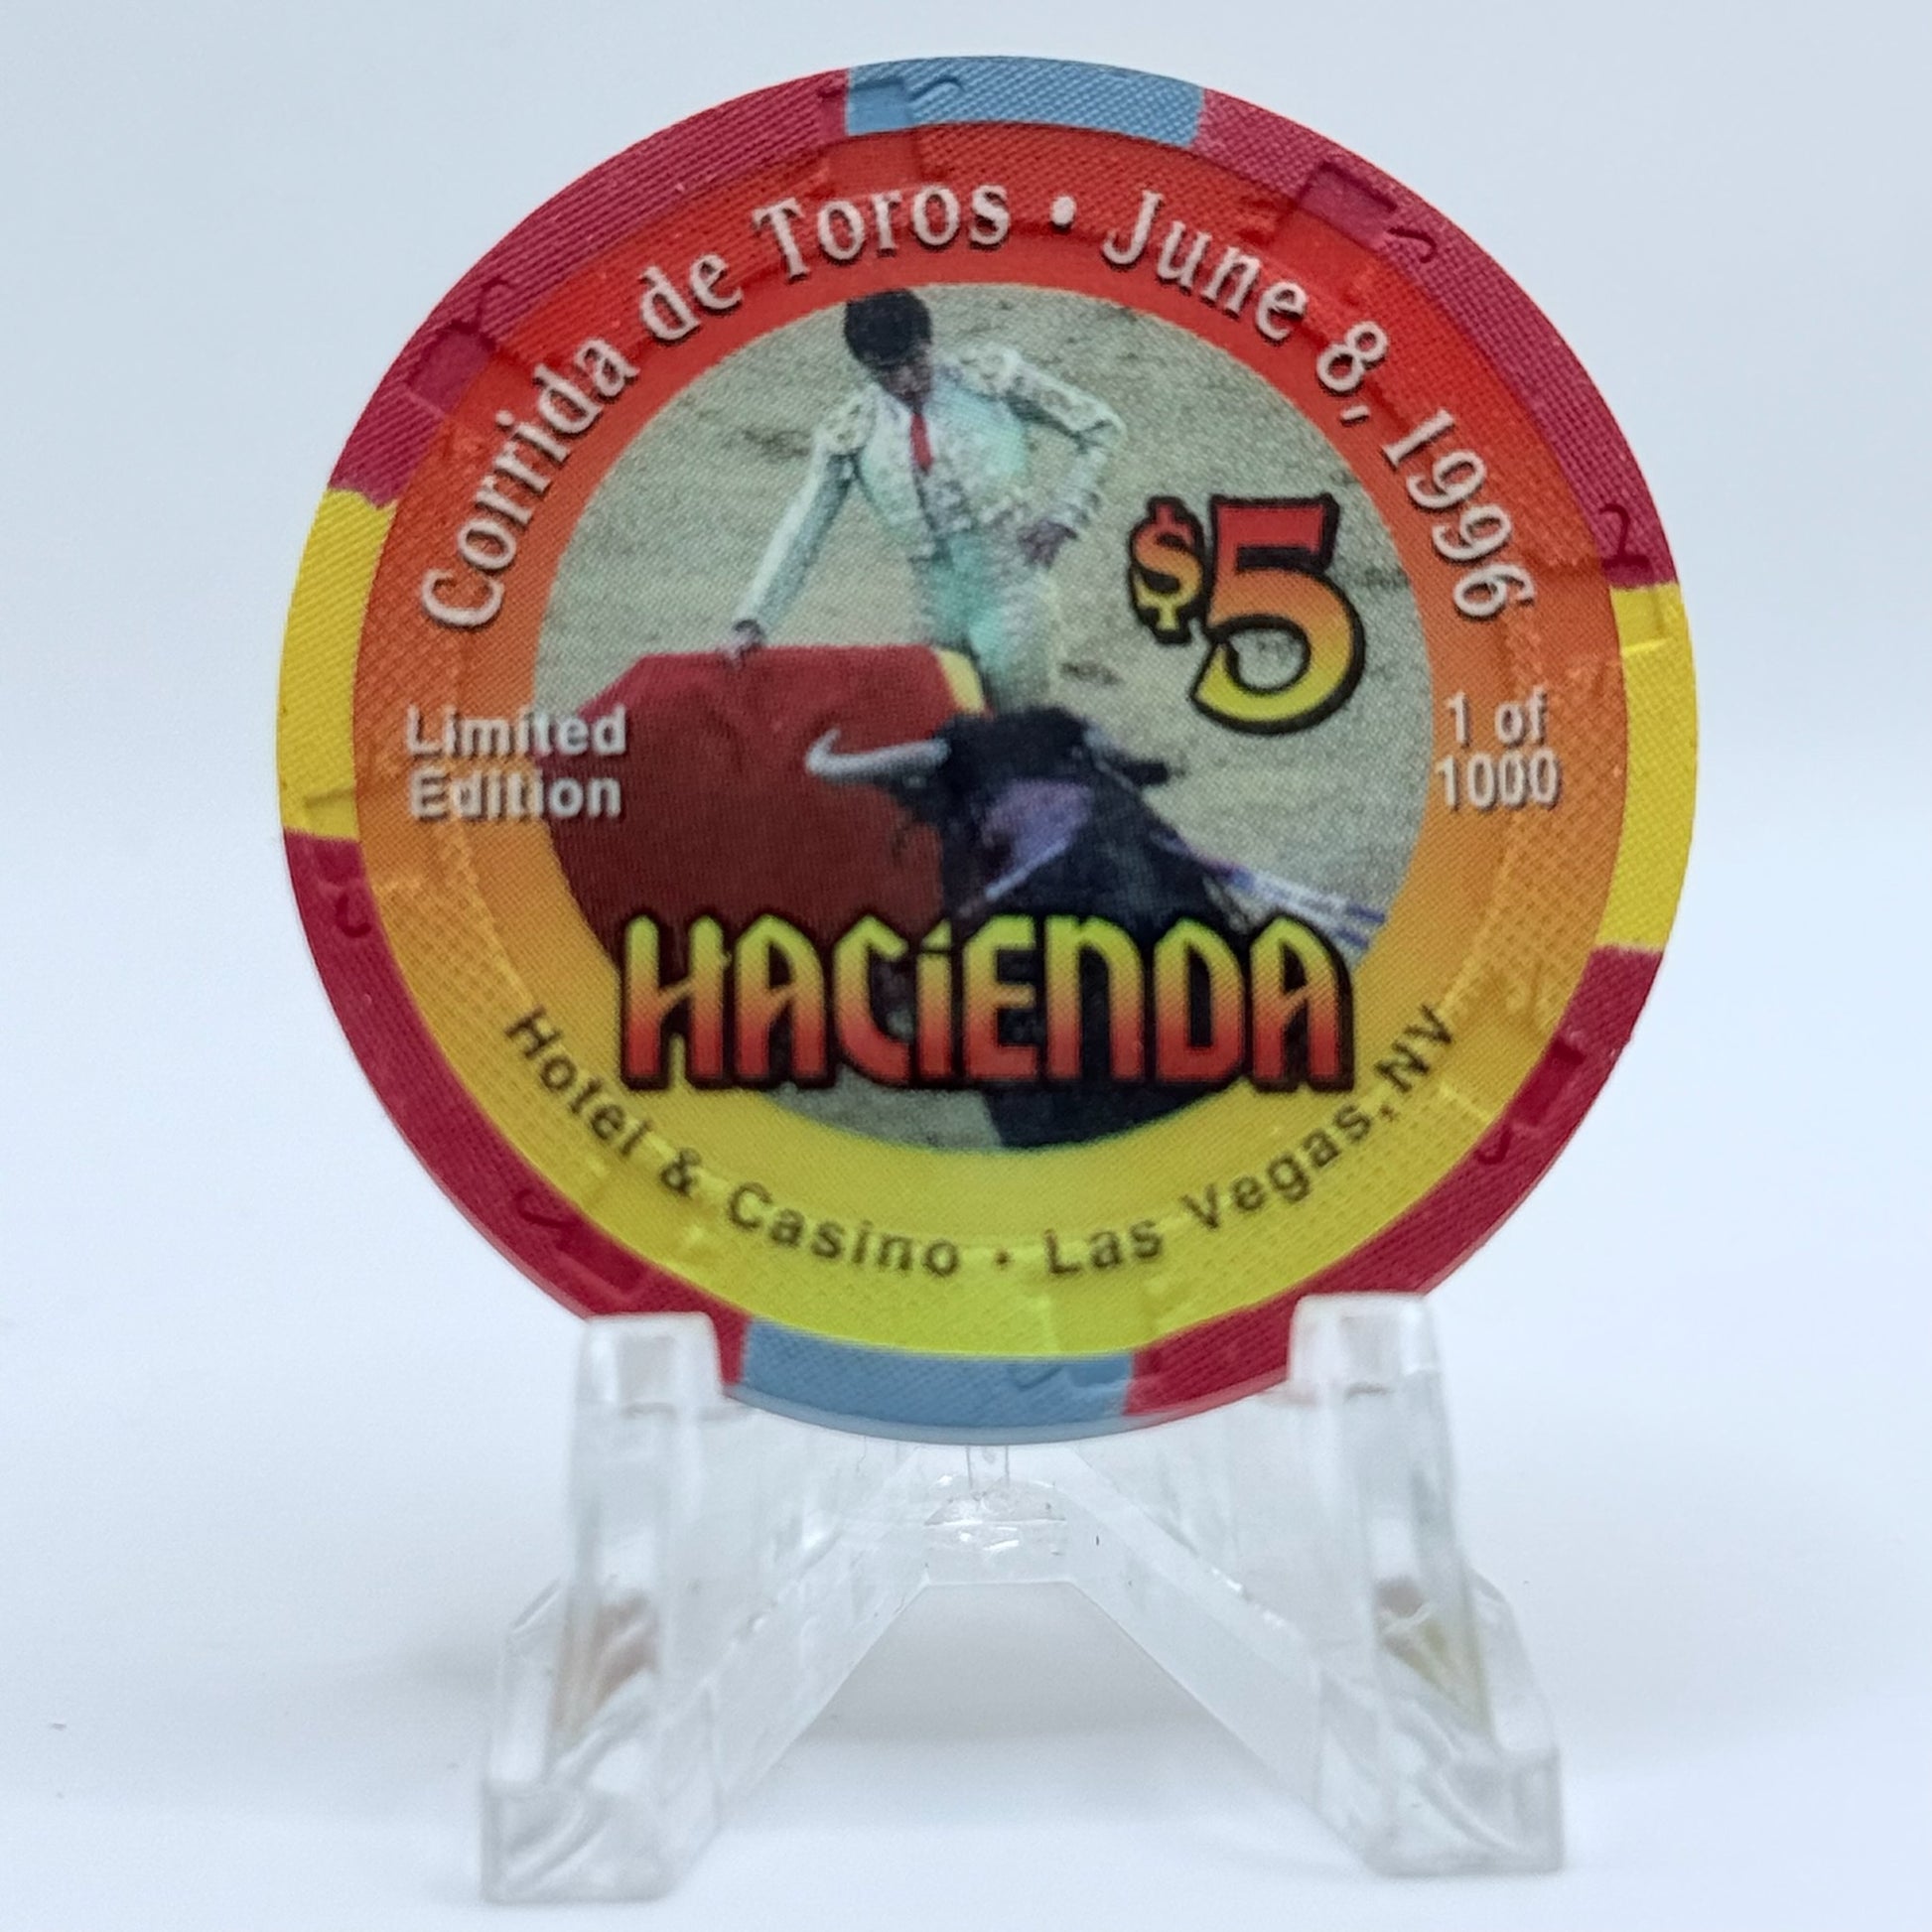 Corrida de Toros • June 8, 1996
$5
Limited
Edition
1 of
1000
HACiENDA
Hotel & Casino • Las Vegas, NV